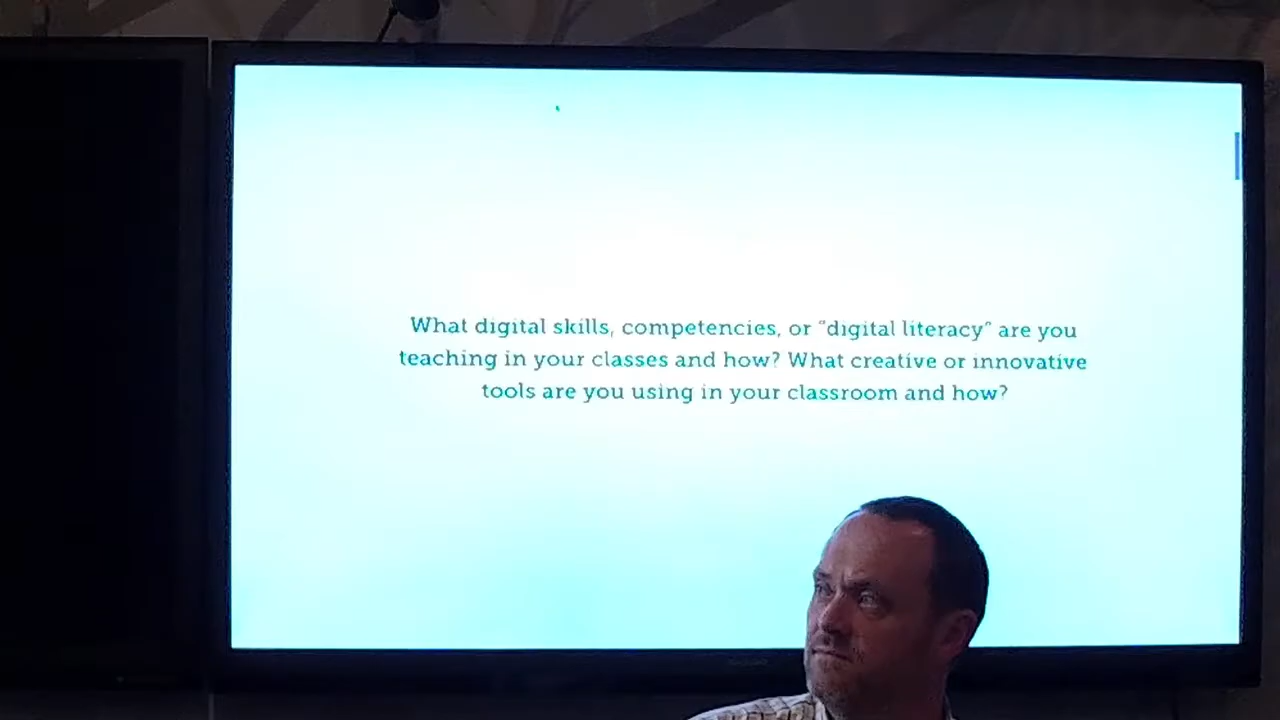 What digital skills, competencies, or “digital literacy” are you
teaching in your classes and how? What creative or innovative
tools are you using in your classroom and how?